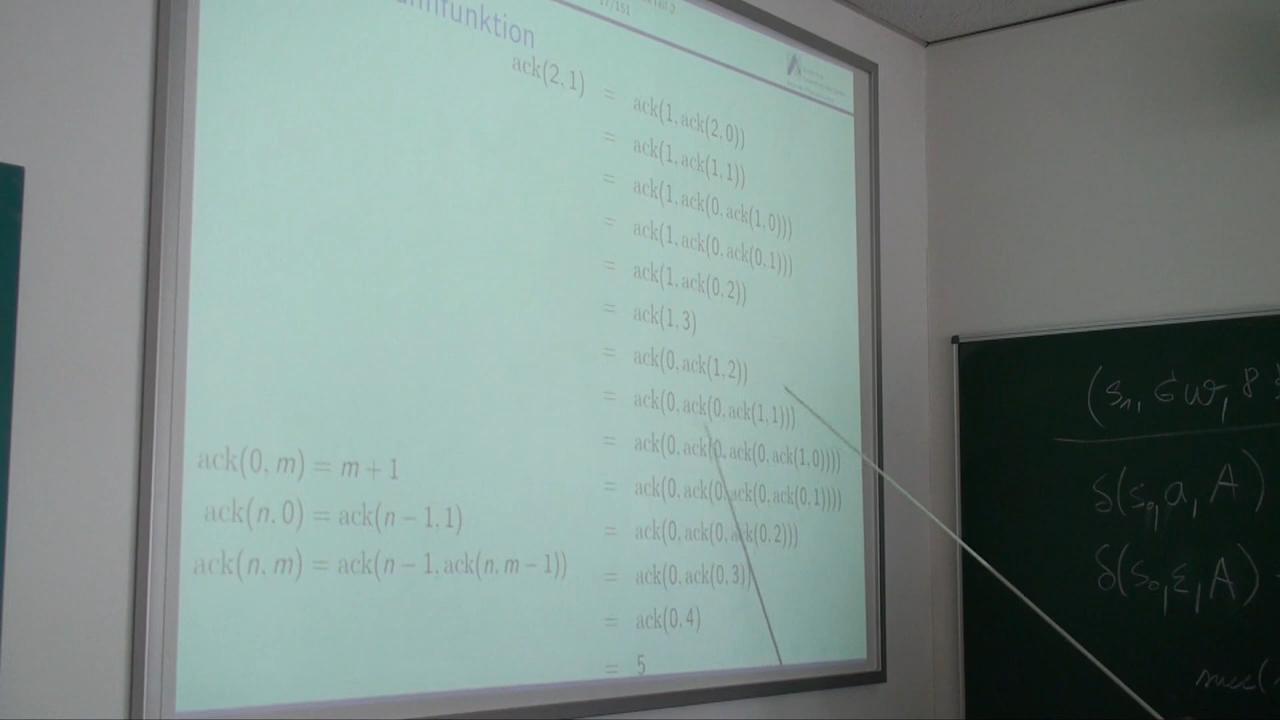 17/151
ack(2, 1) = ack(1, ack(2, 0))
= ack(1, ack(1, 1))
= ack(1, ack(0, ack(1, 0)))
= ack(1, ack(0, ack(0, 1)))
= ack(1, ack(0, 2))
= ack(1, 3)
= ack(0, ack(1, 2))
= ack(0, ack(0, ack(1, 1)))
= ack(0, ack(0, ack(0, ack(1, 0))))
= ack(0, ack(0, ack(0, ack(0, 1))))
= ack(0, ack(0, ack(0, 2)))
= ack(0, ack(0, 3))
= ack(0, 4)
= 5
ack(0, m) = m + 1
ack(n, 0) = ack(n − 1, 1)
ack(n, m) = ack(n − 1, ack(n, m − 1))
δ(s₀, a, A)
δ(s₀, ε, A)
succ(